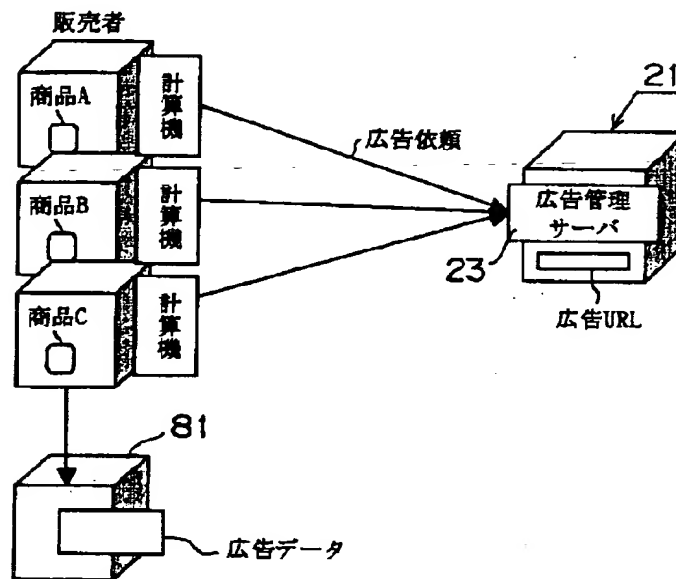 販売者
商品A
計算機
商品B
計算機
商品C
計算機
広告依頼
21
広告管理
サーバ
23
広告URL
81
広告データ